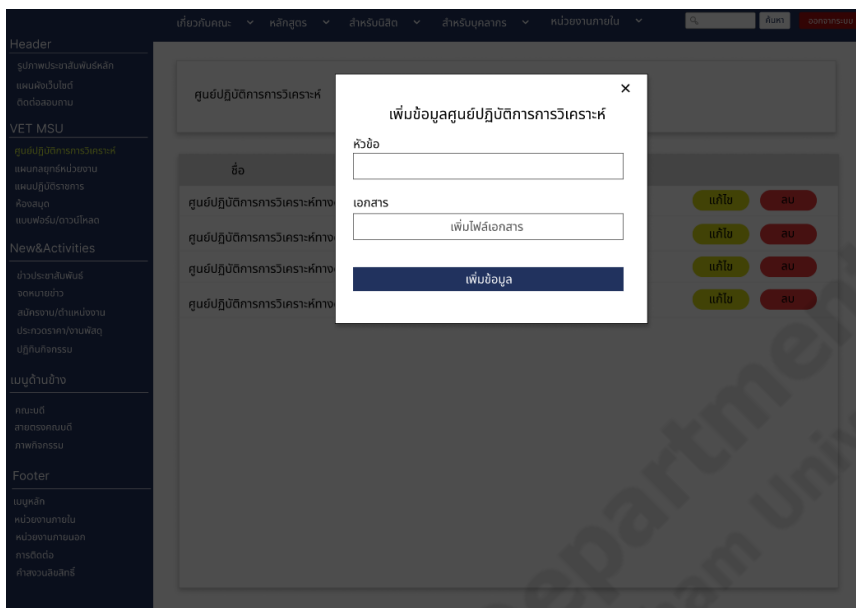 เกี่ยวกับคณะ หลักสูตร สำหรับนิสิต สำหรับบุคลากร หน่วยงานภายใน ค้นหา ออกจากระบบ
Header
รูปภาพประชาสัมพันธ์หลัก
แผนผังเว็บไซต์
ติดต่อสอบถาม
VET MSU
ศูนย์ปฏิบัติการการวิเคราะห์
แผนกลยุทธ์หน่วยงาน
แผนปฏิบัติราชการ
ห้องสมุด
แบบฟอร์ม/ดาวน์โหลด
New&Activities
ข่าวประชาสัมพันธ์
จดหมายข่าว
สมัครงาน/ตำแหน่งงาน
ประกวดราคา/งานพัสดุ
ปฏิทินกิจกรรม
เมนูด้านข้าง
คณะบดี
สายตรงคณบดี
ภาพกิจกรรม
Footer
เมนูหลัก
หน่วยงานภายใน
หน่วยงานภายนอก
การติดต่อ
คำสงวนลิขสิทธิ์
ศูนย์ปฏิบัติการการวิเคราะห์
ชื่อ
ศูนย์ปฏิบัติการการวิเคราะห์ทาง แก้ไข ลบ
ศูนย์ปฏิบัติการการวิเคราะห์ทาง แก้ไข ลบ
ศูนย์ปฏิบัติการการวิเคราะห์ทาง แก้ไข ลบ
ศูนย์ปฏิบัติการการวิเคราะห์ทาง แก้ไข ลบ
×
เพิ่มข้อมูลศูนย์ปฏิบัติการการวิเคราะห์
หัวข้อ
เอกสาร
เพิ่มไฟล์เอกสาร
เพิ่มข้อมูล